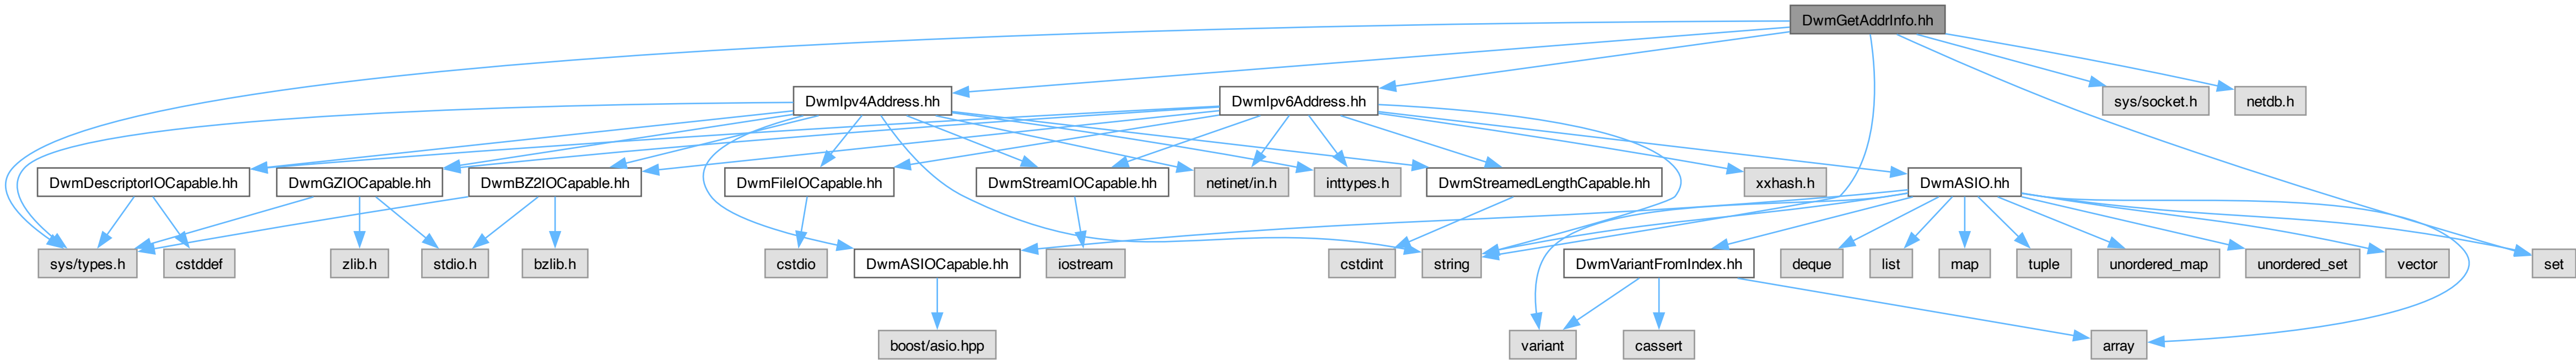 DwmGetAddrInfo.hh
DwmIpv4Address.hh
DwmIpv6Address.hh
sys/socket.h
netdb.h
DwmDescriptorIOCapable.hh
DwmGZIOCapable.hh
DwmBZ2IOCapable.hh
DwmFileIOCapable.hh
DwmStreamIOCapable.hh
netinet/in.h
inttypes.h
DwmStreamedLengthCapable.hh
xxhash.h
DwmASIO.hh
sys/types.h
cstddef
zlib.h
stdio.h
bzlib.h
cstdio
DwmASIOCapable.hh
iostream
cstdint
string
DwmVariantFromIndex.hh
deque
list
map
tuple
unordered_map
unordered_set
vector
set
boost/asio.hpp
variant
cassert
array